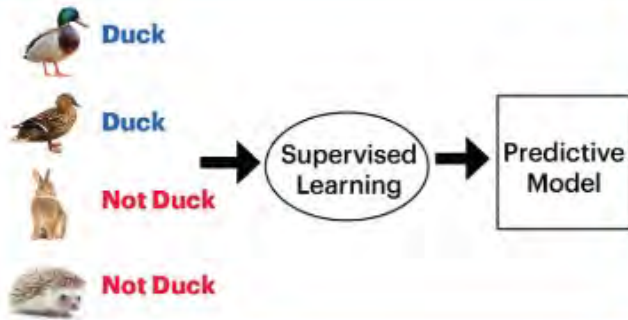 Duck
Duck
Not Duck
Not Duck
Supervised
Learning
Predictive
Model